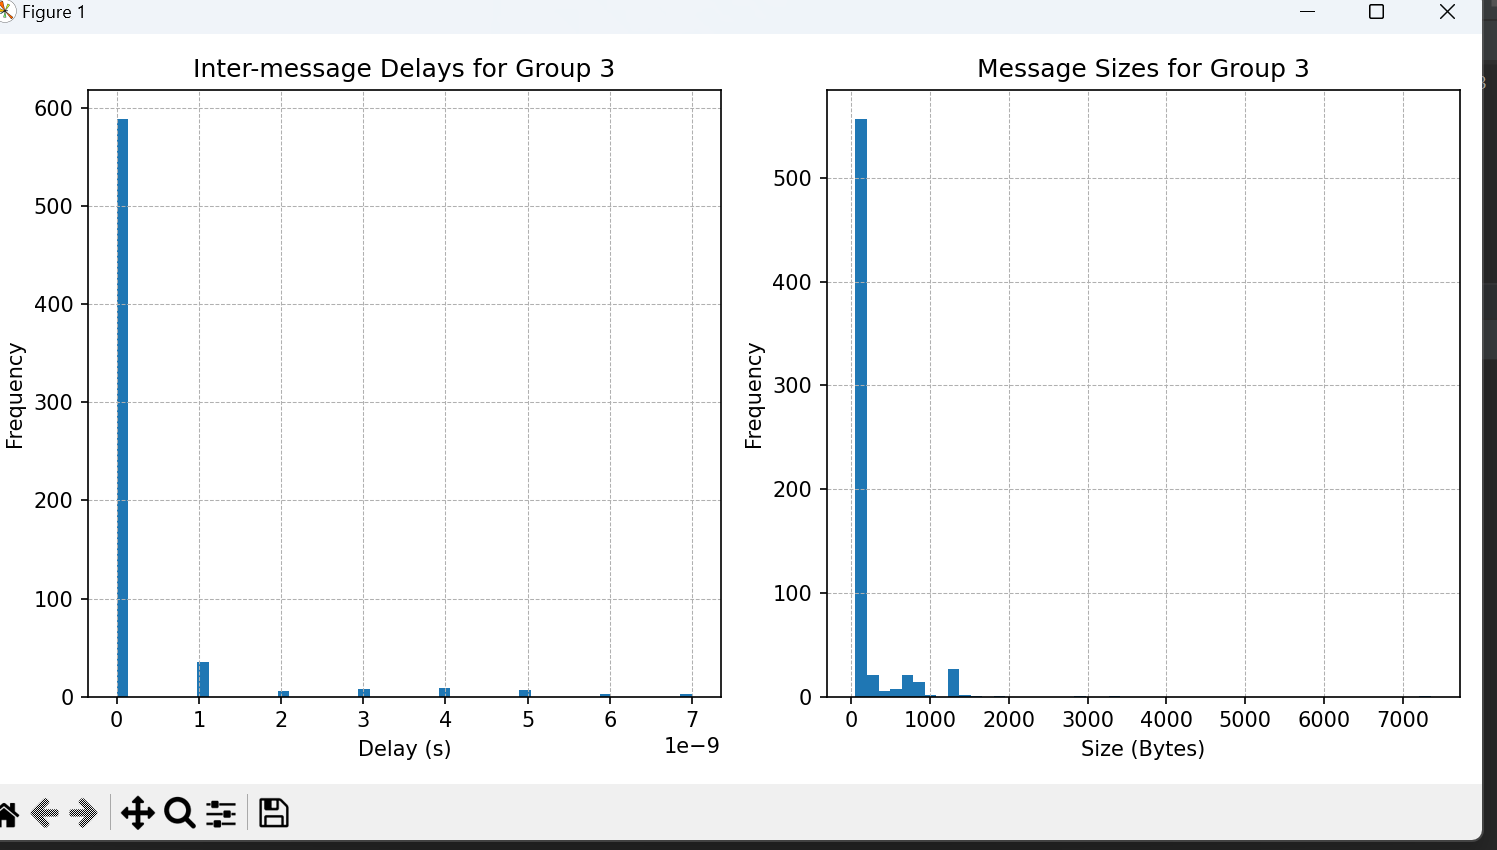 Figure 1
Inter-message Delays for Group 3
600
500
400
300
200
100
0
Frequency
0 1 2 3 4 5 6 7
Delay (s)
1e−9
Message Sizes for Group 3
500
400
300
200
100
0
Frequency
0 1000 2000 3000 4000 5000 6000 7000
Size (Bytes)